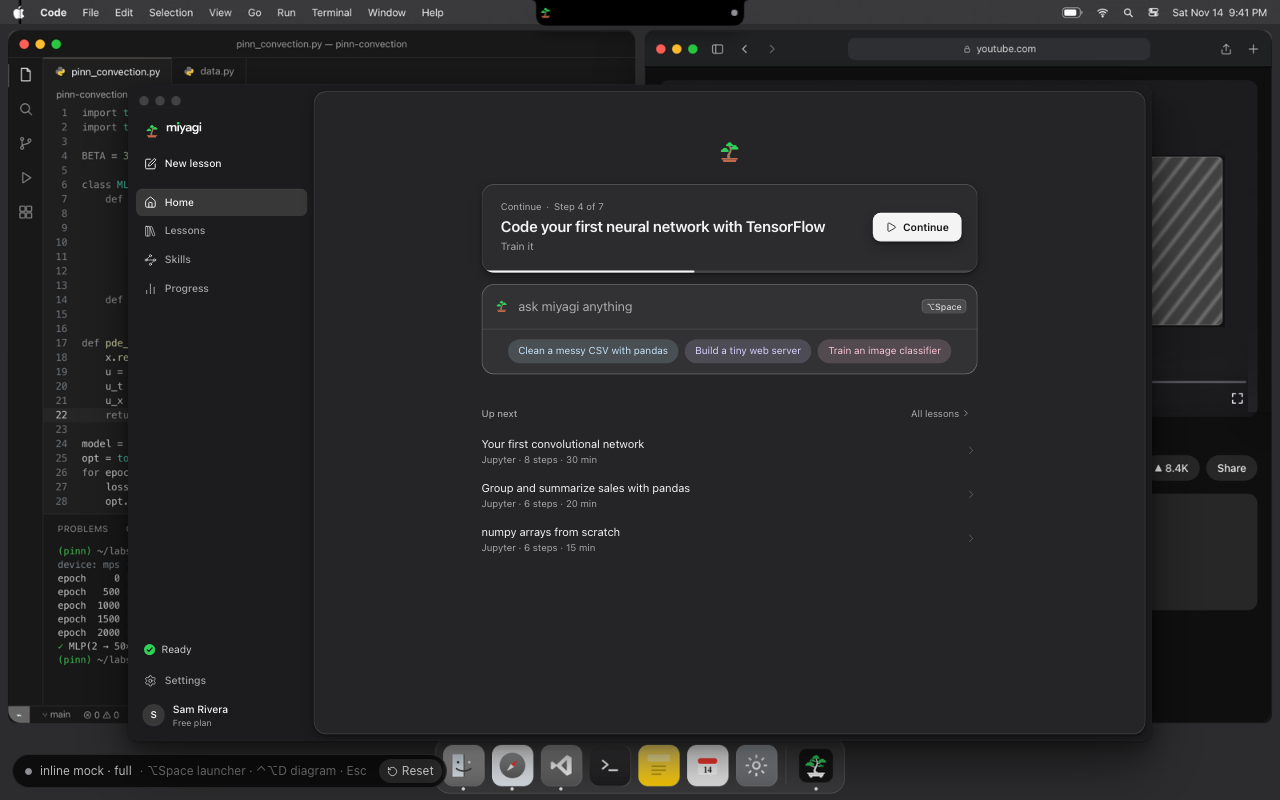 Code File Edit Selection View Go Run Terminal Window Help
Sat Nov 14 9:41 PM
pinn_convection.py — pinn-convection
pinn_convection.py
data.py
pinn-convection
1 import t
2 import t
3
4 BETA = 3
5
6 class ML
7 def
8
9
10
11
12
13
14 def
15
16
17 def pde_
18 x.re
19 u =
20 u_t
21 u_x
22 retu
23
24 model =
25 opt = to
26 for epoc
27 loss
28 opt.
PROBLEMS
(pinn) ~/labs
device: mps
epoch 0
epoch 500
epoch 1000
epoch 1500
epoch 2000
✓ MLP(2 → 50
(pinn) ~/labs
main 0 0
youtube.com
8.4K
Share
miyagi
New lesson
Home
Lessons
Skills
Progress
Ready
Settings
S
Sam Rivera
Free plan
Continue · Step 4 of 7
Code your first neural network with TensorFlow
Train it
Continue
ask miyagi anything
⌥Space
Clean a messy CSV with pandas
Build a tiny web server
Train an image classifier
Up next
All lessons
Your first convolutional network
Jupyter · 8 steps · 30 min
Group and summarize sales with pandas
Jupyter · 6 steps · 20 min
numpy arrays from scratch
Jupyter · 6 steps · 15 min
inline mock · full · ⌥Space launcher · ⌃⌥D diagram · Esc
Reset
14